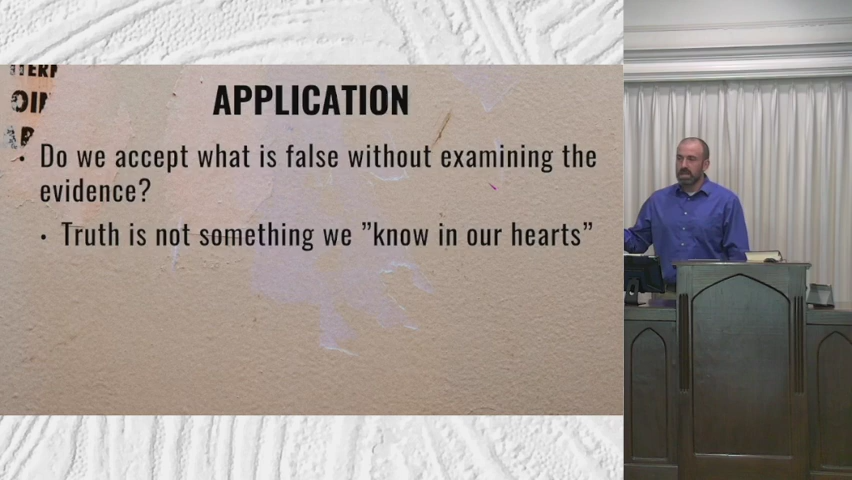 APPLICATION
• Do we accept what is false without examining the
evidence?
• Truth is not something we ”know in our hearts”